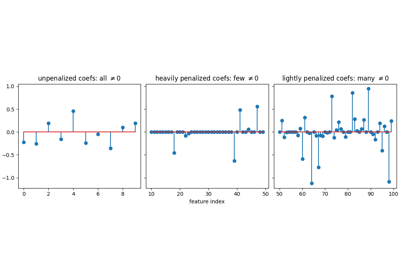 unpenalized coefs: all ≠0
heavily penalized coefs: few ≠0
lightly penalized coefs: many ≠0
1.0
0.5
0.0
−0.5
−1.0
0 2 4 6 8
10 20 30 40 50
50 60 70 80 90 100
feature index